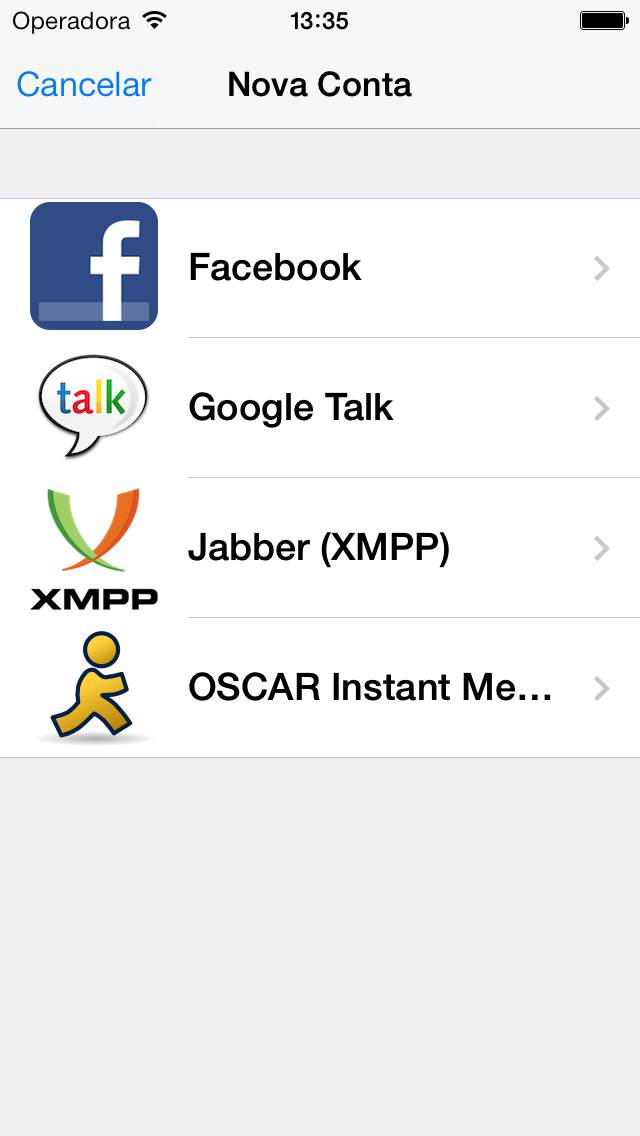 Operadora 13:35
Cancelar Nova Conta
f Facebook
talk Google Talk
XMPP Jabber (XMPP)
OSCAR Instant Me...